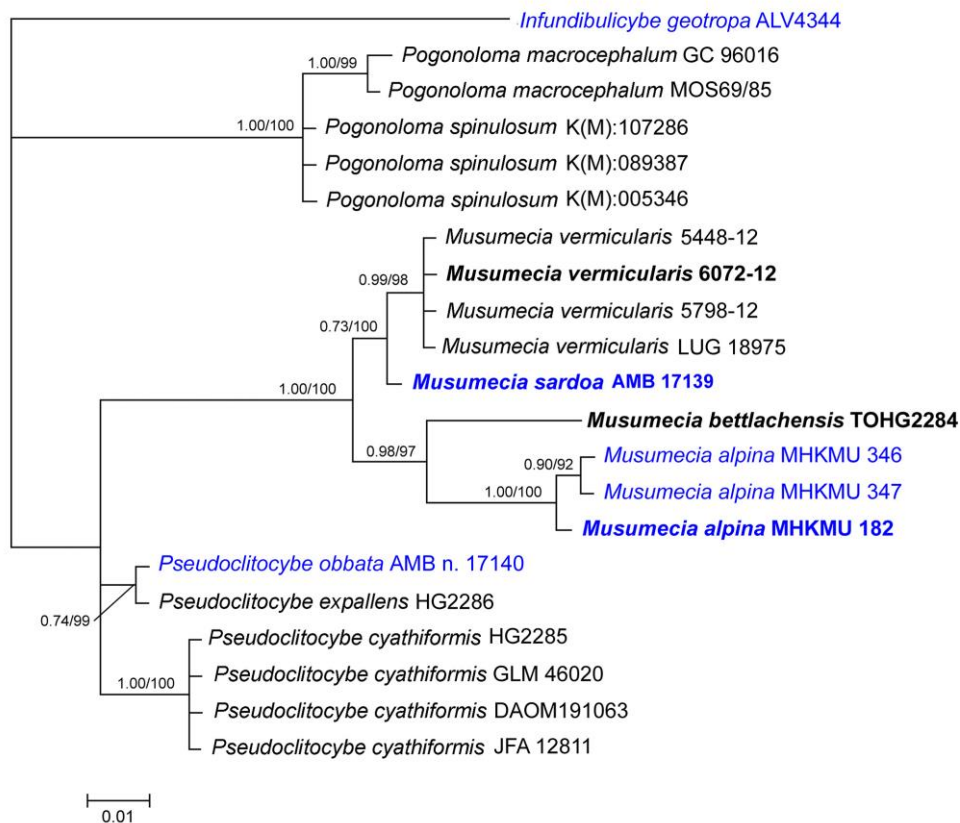 Infundibulicybe geotropa ALV4344
Pogonoloma macrocephalum GC 96016
1.00/99
Pogonoloma macrocephalum MOS69/85
1.00/100
Pogonoloma spinulosum K(M):107286
Pogonoloma spinulosum K(M):089387
Pogonoloma spinulosum K(M):005346
Musumecia vermicularis 5448-12
0.99/98
Musumecia vermicularis 6072-12
Musumecia vermicularis 5798-12
0.73/100
Musumecia vermicularis LUG 18975
1.00/100
Musumecia sardoa AMB 17139
Musumecia bettlachensis TOHG2284
0.98/97
Musumecia alpina MHKMU 346
0.90/92
Musumecia alpina MHKMU 347
1.00/100
Musumecia alpina MHKMU 182
Pseudoclitocybe obbata AMB n. 17140
Pseudoclitocybe expallens HG2286
0.74/99
Pseudoclitocybe cyathiformis HG2285
Pseudoclitocybe cyathiformis GLM 46020
1.00/100
Pseudoclitocybe cyathiformis DAOM191063
Pseudoclitocybe cyathiformis JFA 12811
0.01